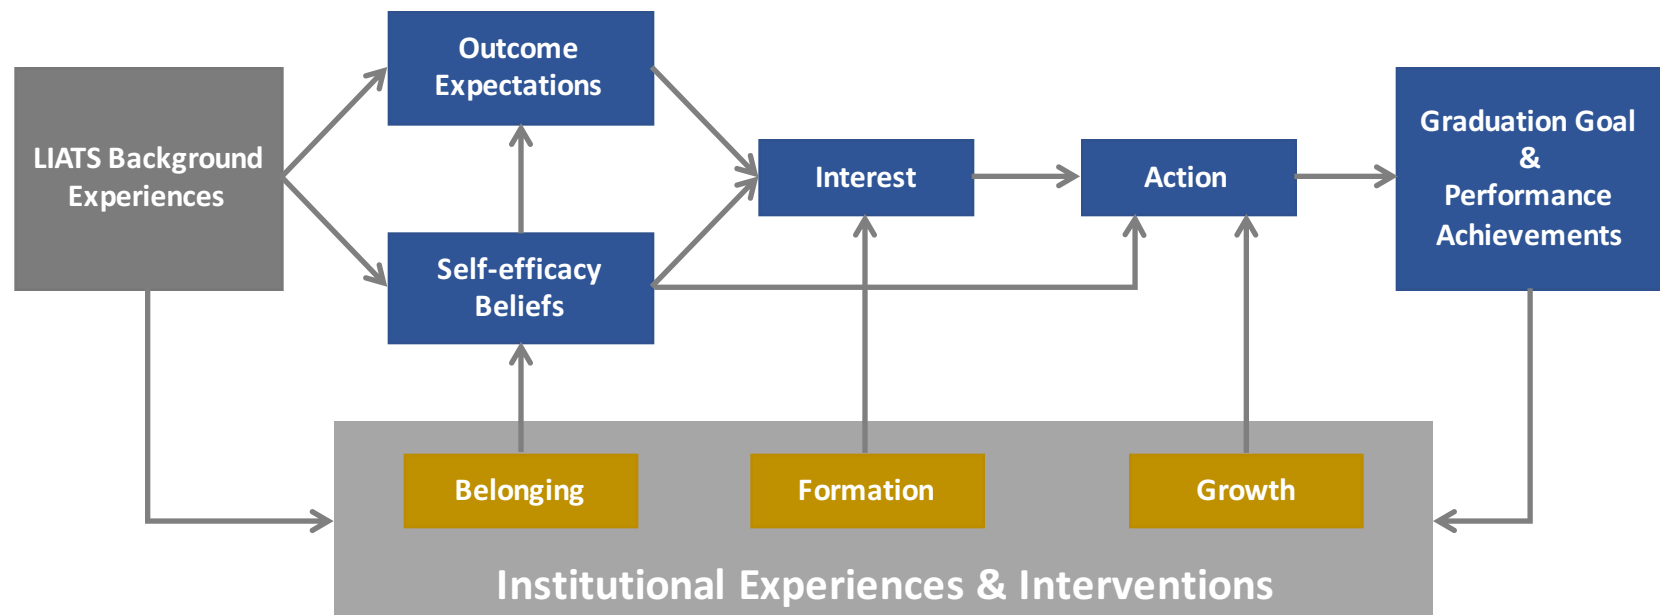 LIATS Background
Experiences
Outcome
Expectations
Self-efficacy
Beliefs
Interest
Action
Graduation Goal
&
Performance
Achievements
Belonging
Formation
Growth
Institutional Experiences & Interventions